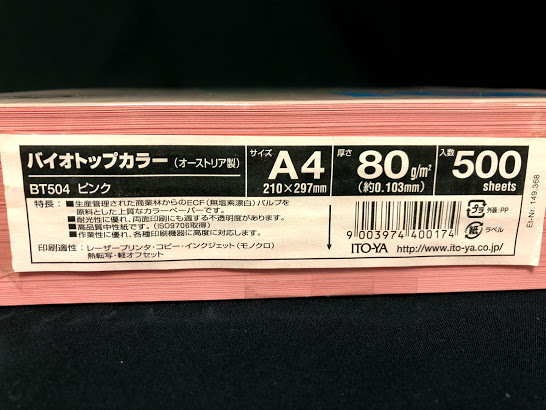 バイオトップカラー (オーストリア製)
BT504 ピンク
サイズ A4 210×297mm
厚さ 80g/m² (約0.103mm)
入数 500 sheets
特長:■生産管理された商業林からのECF(無塩素漂白)パルプを
原料とした上質なカラーペーパーです。
■耐光性に優れ、両面印刷にも適する不透明度があります。
■高品質中性紙です。(ISO9706取得)
■作業性に優れ、各種印刷機器に高度に対応します。
印刷適性:レーザープリンタ・コピー・インクジェット(モノクロ)
熱転写・軽オフセット
9 003974 400174
プラ 外装:PP
紙 ラベル
ITO-YA http://www.ito-ya.co.jp/
Et-Nr. 149.368